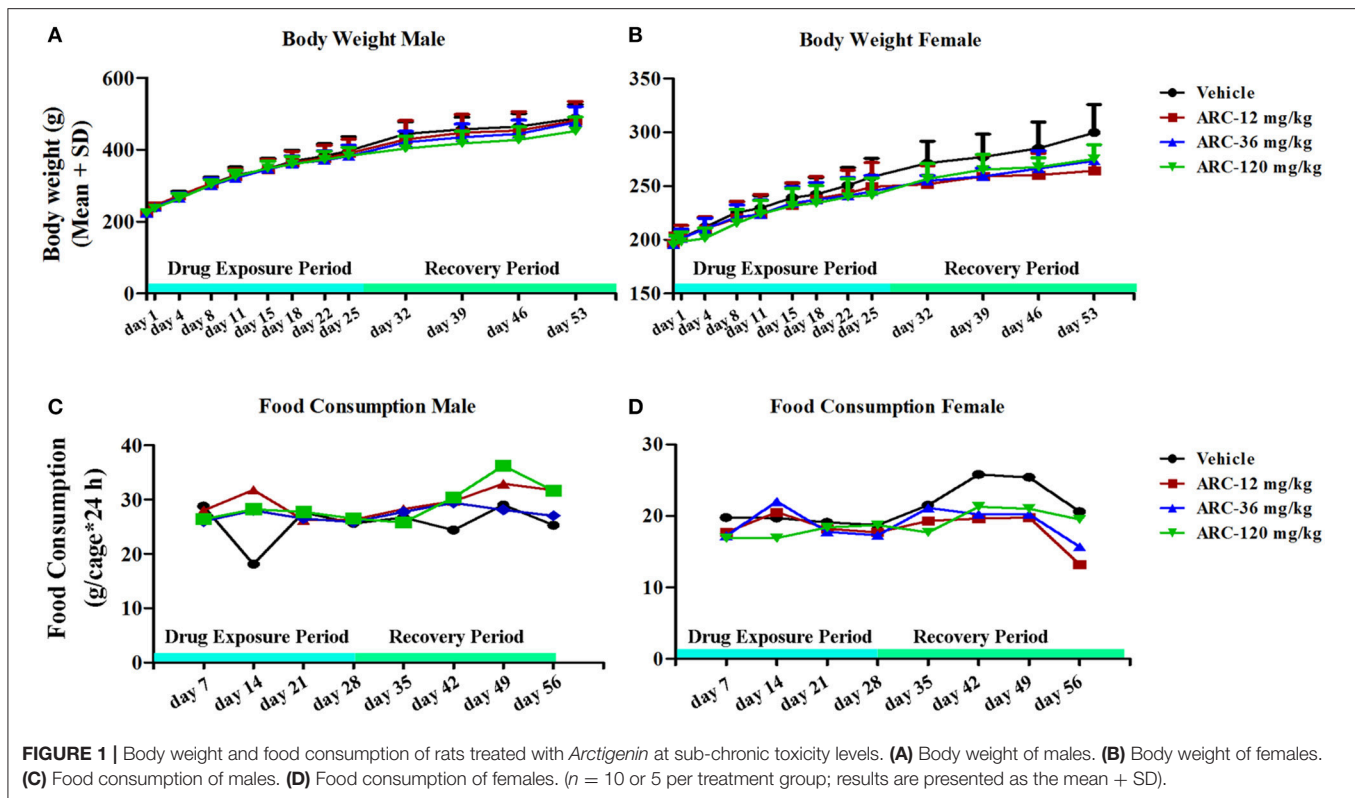 A
Body Weight Male
Body weight (g)
(Mean + SD)
600
400
200
0
Drug Exposure Period
Recovery Period
day 1
day 4
day 8
day 11
day 15
day 18
day 22
day 25
day 32
day 39
day 46
day 53
B
Body Weight Female
350
300
250
200
150
Drug Exposure Period
Recovery Period
day 1
day 4
day 8
day 11
day 15
day 18
day 22
day 25
day 32
day 39
day 46
day 53
Vehicle
ARC-12 mg/kg
ARC-36 mg/kg
ARC-120 mg/kg
C
Food Consumption Male
Food Consumption
(g/cage*24 h)
40
30
20
10
0
Drug Exposure Period
Recovery Period
day 7
day 14
day 21
day 28
day 35
day 42
day 49
day 56
D
Food Consumption Female
30
20
10
0
Drug Exposure Period
Recovery Period
day 7
day 14
day 21
day 28
day 35
day 42
day 49
day 56
Vehicle
ARC-12 mg/kg
ARC-36 mg/kg
ARC-120 mg/kg
FIGURE 1 | Body weight and food consumption of rats treated with Arctigenin at sub-chronic toxicity levels. (A) Body weight of males. (B) Body weight of females.
(C) Food consumption of males. (D) Food consumption of females. (n = 10 or 5 per treatment group; results are presented as the mean + SD).